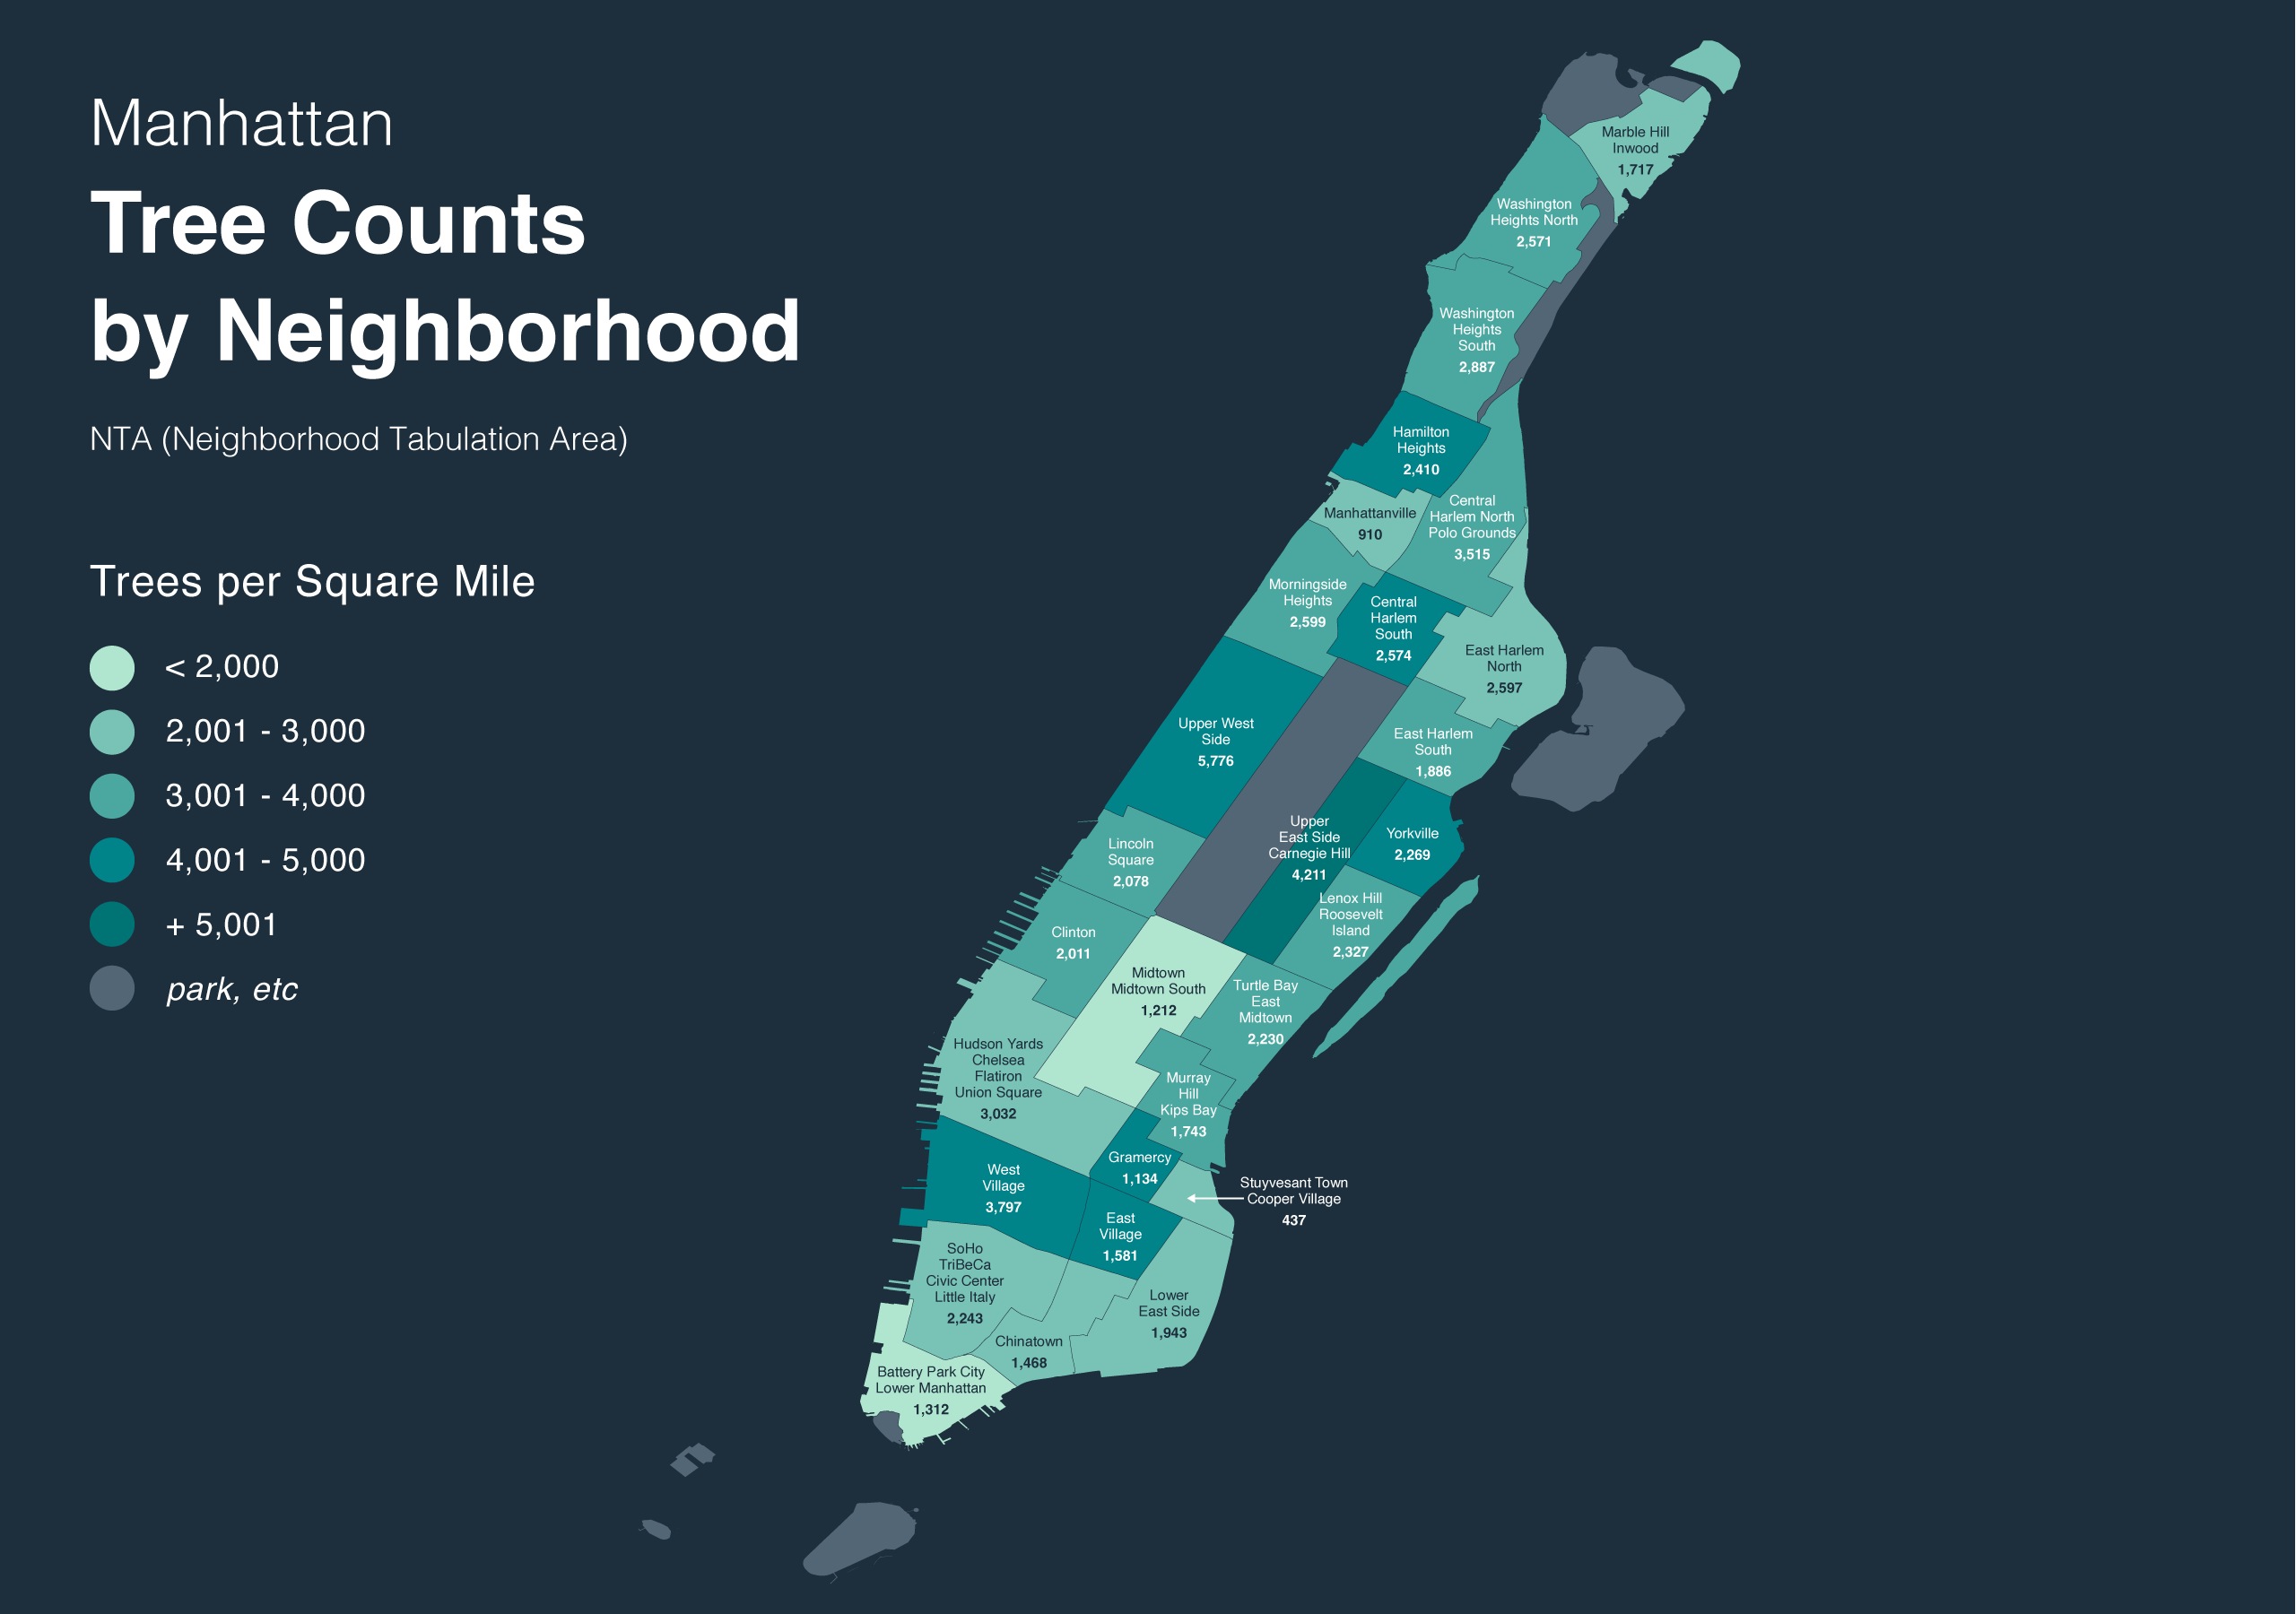 Manhattan
Tree Counts
by Neighborhood
NTA (Neighborhood Tabulation Area)
Trees per Square Mile
< 2,000
2,001 - 3,000
3,001 - 4,000
4,001 - 5,000
+ 5,001
park, etc
Marble Hill
Inwood
1,717
Washington
Heights North
2,571
Washington
Heights
South
2,887
Hamilton
Heights
2,410
Manhattanville
910
Central
Harlem North
Polo Grounds
3,515
Morningside
Heights
2,599
Central
Harlem
South
2,574
East Harlem
North
2,597
Upper West
Side
5,776
East Harlem
South
1,886
Upper
East Side
Carnegie Hill
4,211
Yorkville
2,269
Lincoln
Square
2,078
Lenox Hill
Roosevelt
Island
2,327
Clinton
2,011
Midtown
Midtown South
1,212
Turtle Bay
East
Midtown
2,230
Hudson Yards
Chelsea
Flatiron
Union Square
3,032
Murray
Hill
Kips Bay
1,743
Gramercy
1,134
West
Village
3,797
Stuyvesant Town
Cooper Village
437
East
Village
1,581
SoHo
TriBeCa
Civic Center
Little Italy
2,243
Lower
East Side
1,943
Chinatown
1,468
Battery Park City
Lower Manhattan
1,312